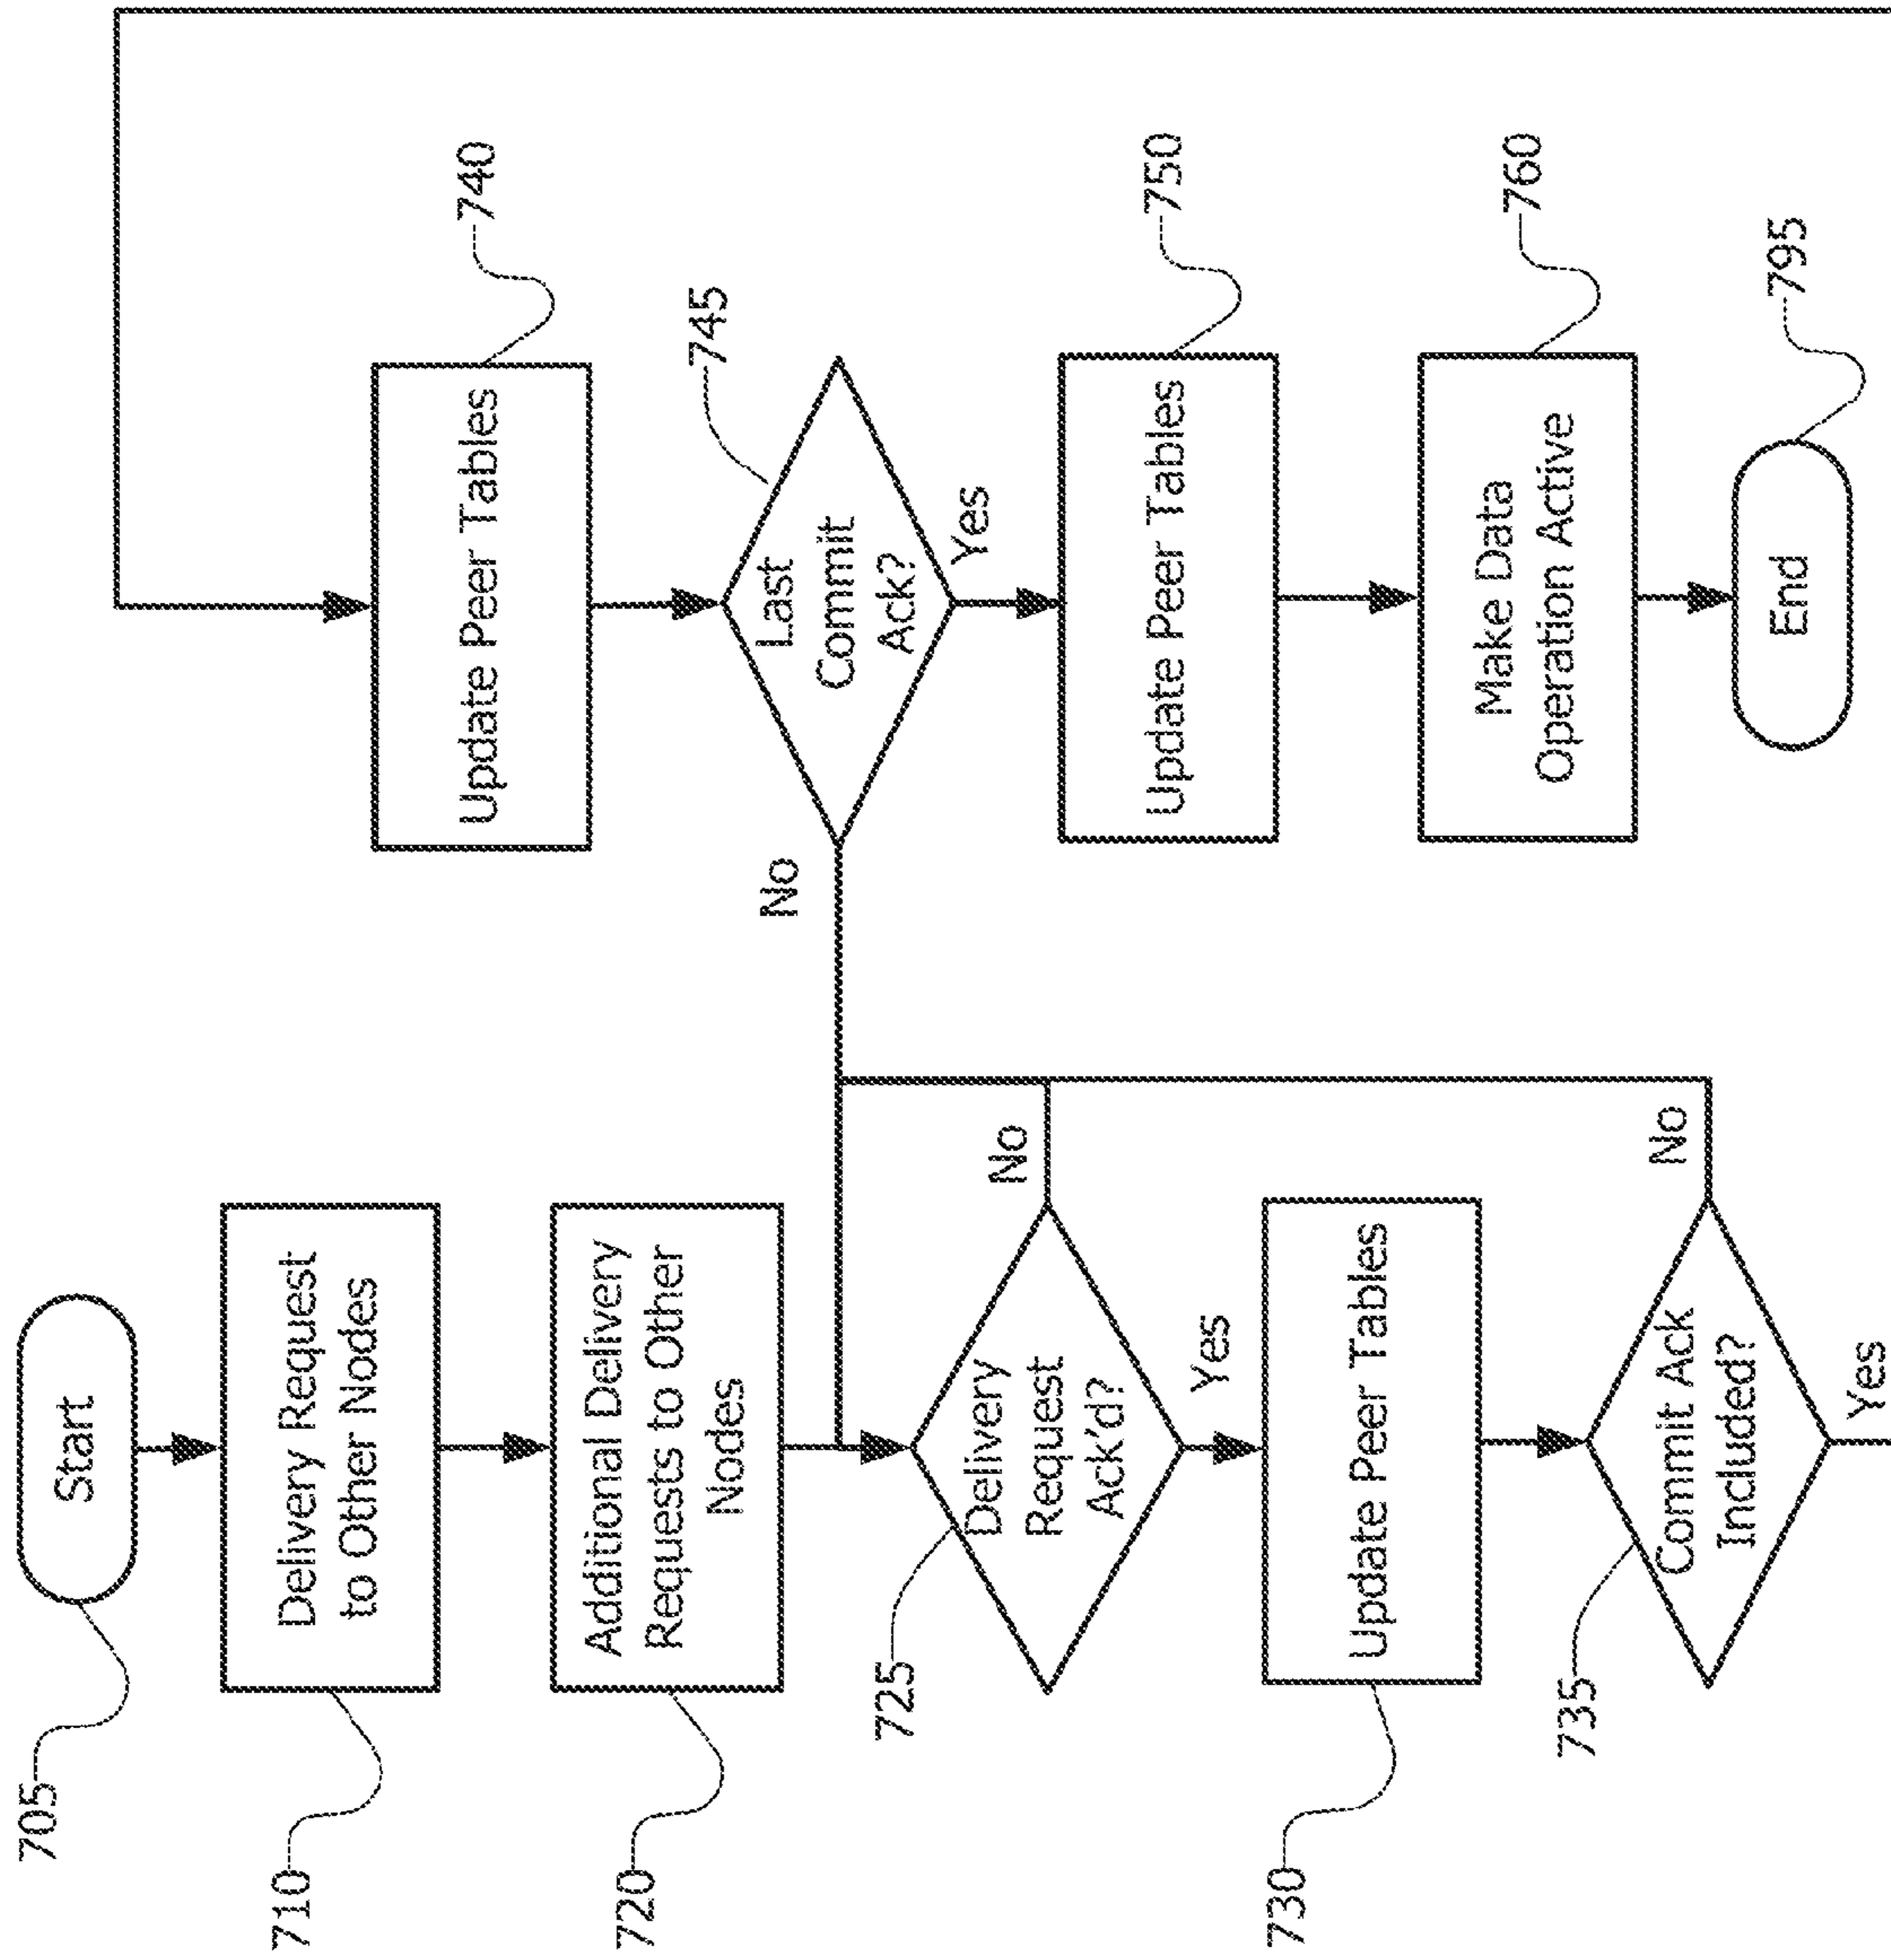 Start
705
Delivery Request
to Other Nodes
710
Additional Delivery
Requests to Other
Nodes
720
Delivery
Request
Ack'd?
725
No
Yes
Update Peer Tables
730
Commit Ack
Included?
735
No
Yes
Update Peer Tables
740
Last
Commit
Ack?
745
No
Yes
Update Peer Tables
750
Make Data
Operation Active
760
End
795